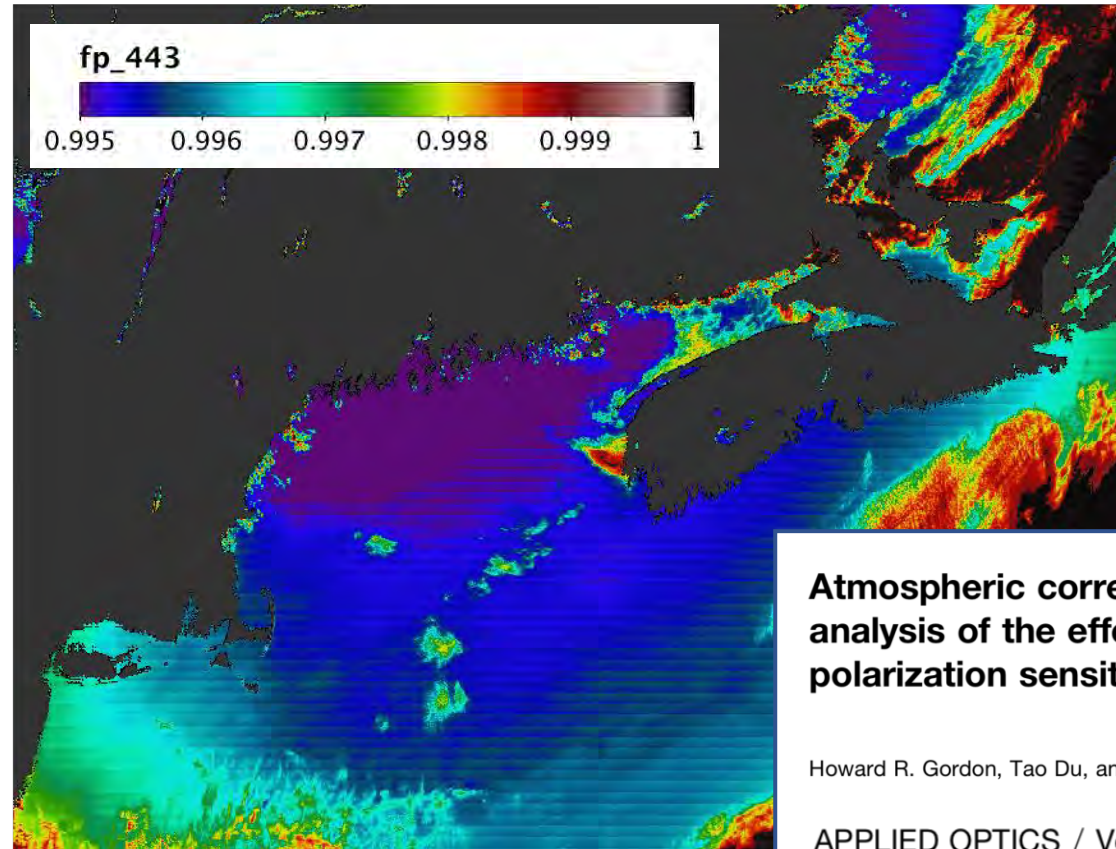 fp_443
0.995 0.996 0.997 0.998 0.999 1
Atmospheric corre
analysis of the effe
polarization sensit
Howard R. Gordon, Tao Du, an
APPLIED OPTICS / V